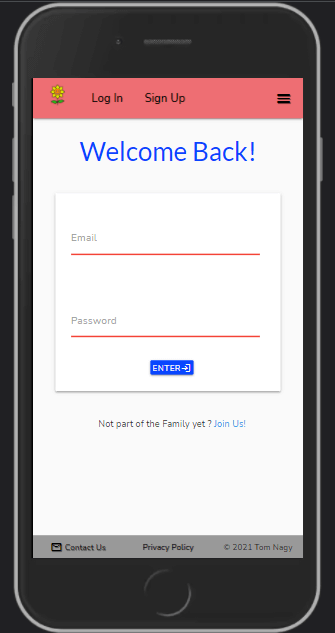 Log In Sign Up
Welcome Back!
Email
Password
ENTER
Not part of the Family yet ? Join Us!
Contact Us Privacy Policy © 2021 Tom Nagy